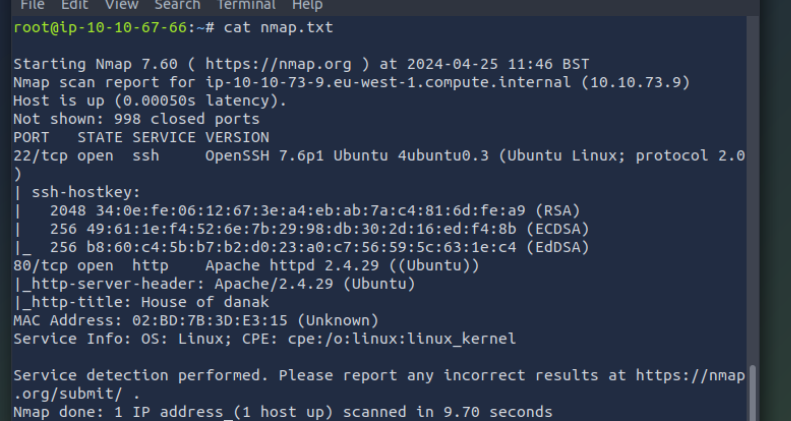 File Edit View Search Terminal Help
root@ip-10-10-67-66:~# cat nmap.txt
Starting Nmap 7.60 ( https://nmap.org ) at 2024-04-25 11:46 BST
Nmap scan report for ip-10-10-73-9.eu-west-1.compute.internal (10.10.73.9)
Host is up (0.00050s latency).
Not shown: 998 closed ports
PORT   STATE SERVICE VERSION
22/tcp open  ssh     OpenSSH 7.6p1 Ubuntu 4ubuntu0.3 (Ubuntu Linux; protocol 2.0
)
| ssh-hostkey:
|   2048 34:0e:fe:06:12:67:3e:a4:eb:ab:7a:c4:81:6d:fe:a9 (RSA)
|   256 49:61:1e:f4:52:6e:7b:29:98:db:30:2d:16:ed:f4:8b (ECDSA)
|_  256 b8:60:c4:5b:b7:b2:d0:23:a0:c7:56:59:5c:63:1e:c4 (EdDSA)
80/tcp open  http    Apache httpd 2.4.29 ((Ubuntu))
|_http-server-header: Apache/2.4.29 (Ubuntu)
|_http-title: House of danak
MAC Address: 02:BD:7B:3D:E3:15 (Unknown)
Service Info: OS: Linux; CPE: cpe:/o:linux:linux_kernel
Service detection performed. Please report any incorrect results at https://nmap
.org/submit/ .
Nmap done: 1 IP address (1 host up) scanned in 9.70 seconds